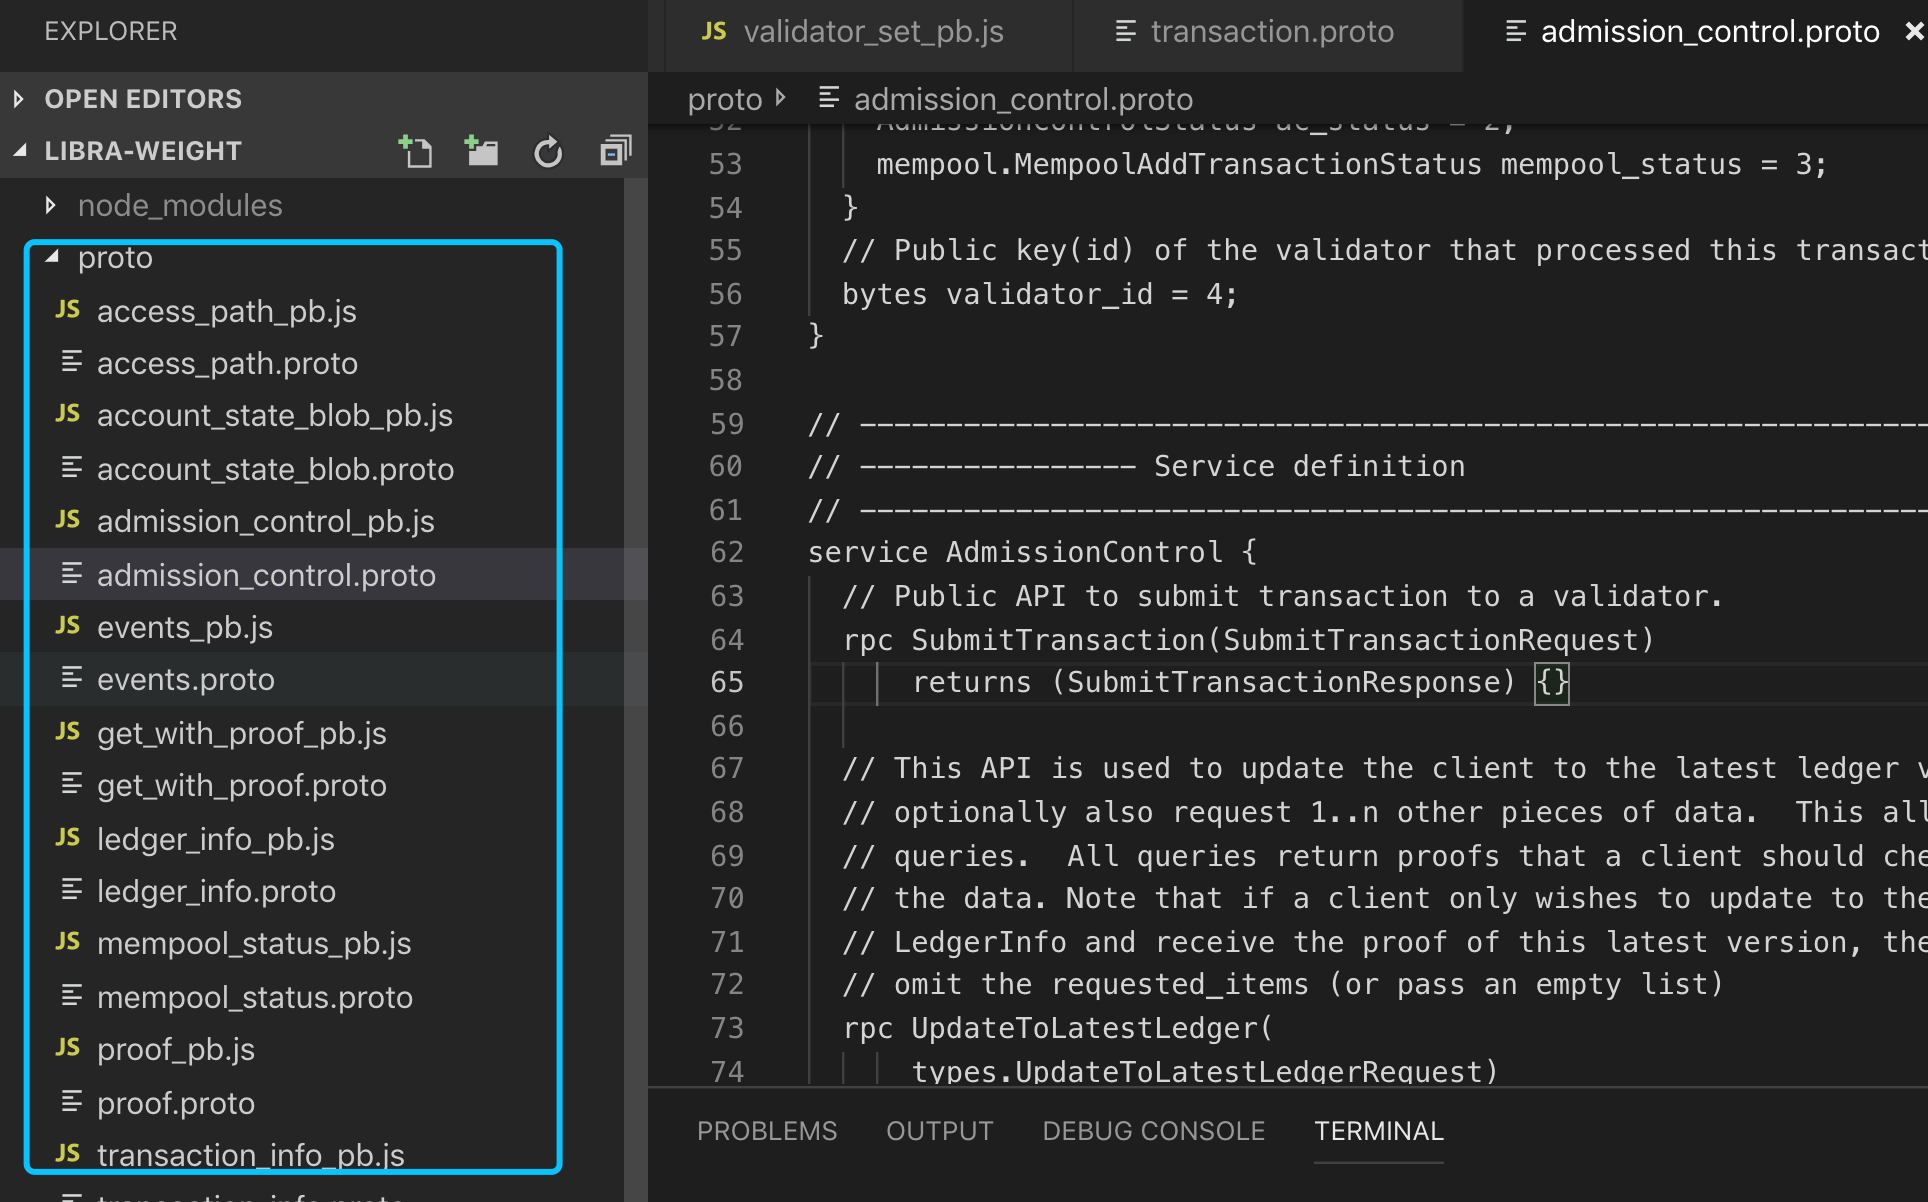 EXPLORER
OPEN EDITORS
LIBRA-WEIGHT
node_modules
proto
JS access_path_pb.js
access_path.proto
JS account_state_blob_pb.js
account_state_blob.proto
JS admission_control_pb.js
admission_control.proto
JS events_pb.js
events.proto
JS get_with_proof_pb.js
get_with_proof.proto
JS ledger_info_pb.js
ledger_info.proto
JS mempool_status_pb.js
mempool_status.proto
JS proof_pb.js
proof.proto
JS transaction_info_pb.js
transaction_info.proto
JS validator_set_pb.js
transaction.proto
admission_control.proto
proto
admission_control.proto
52 AdmissionControlStatus ac_status = 2;
53 mempool.MempoolAddTransactionStatus mempool_status = 3;
54 }
55 // Public key(id) of the validator that processed this transact
56 bytes validator_id = 4;
57 }
58
59 // --------------------------------------------------------------
60 // ---------------- Service definition
61 // --------------------------------------------------------------
62 service AdmissionControl {
63 // Public API to submit transaction to a validator.
64 rpc SubmitTransaction(SubmitTransactionRequest)
65 returns (SubmitTransactionResponse) {}
66
67 // This API is used to update the client to the latest ledger v
68 // optionally also request 1..n other pieces of data.  This all
69 // queries.  All queries return proofs that a client should che
70 // the data. Note that if a client only wishes to update to the
71 // LedgerInfo and receive the proof of this latest version, the
72 // omit the requested_items (or pass an empty list)
73 rpc UpdateToLatestLedger(
74 types.UpdateToLatestLedgerRequest)
PROBLEMS
OUTPUT
DEBUG CONSOLE
TERMINAL